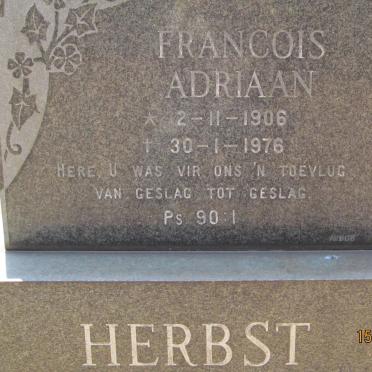 FRANCOIS
ADRIAAN
* 2-11-1906
† 30-1-1976
HERE, U WAS VIR ONS 'N TOEVLUG
VAN GESLAG TOT GESLAG.
Ps 90:1
HERBST
15